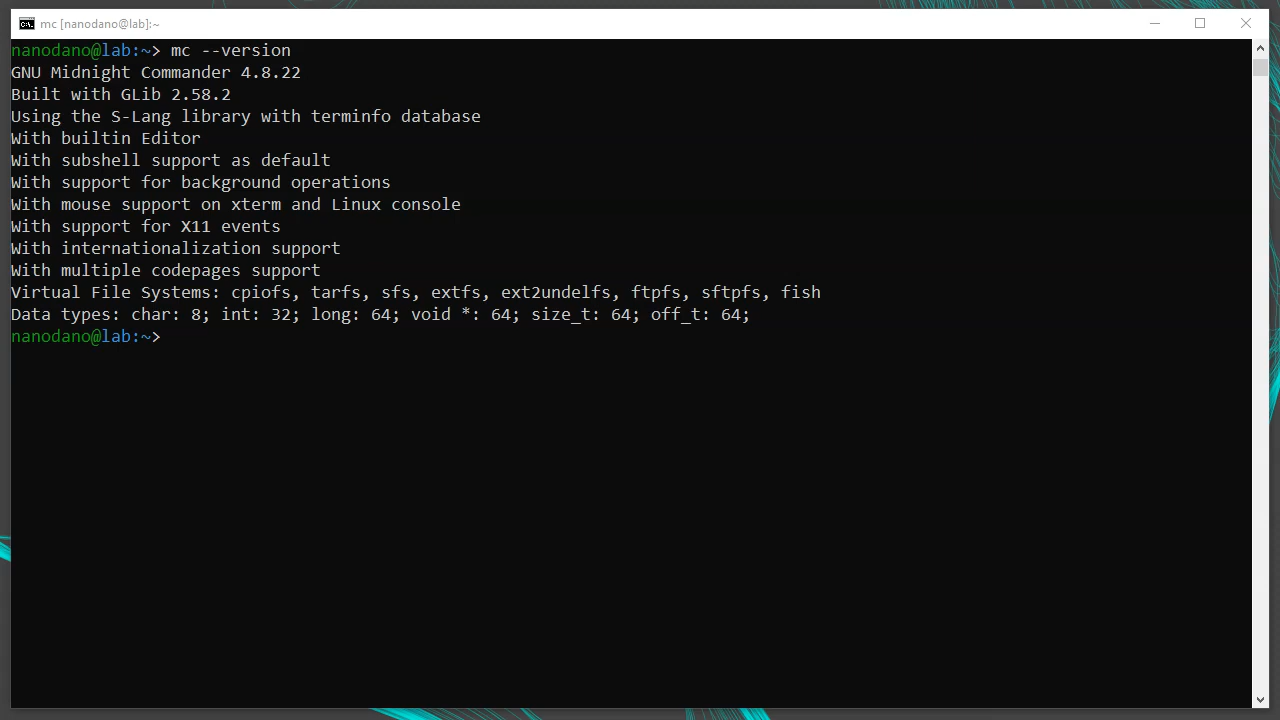 mc [nanodano@lab]:~
nanodano@lab:~> mc --version
GNU Midnight Commander 4.8.22
Built with GLib 2.58.2
Using the S-Lang library with terminfo database
With builtin Editor
With subshell support as default
With support for background operations
With mouse support on xterm and Linux console
With support for X11 events
With internationalization support
With multiple codepages support
Virtual File Systems: cpiofs, tarfs, sfs, extfs, ext2undelfs, ftpfs, sftpfs, fish
Data types: char: 8; int: 32; long: 64; void *: 64; size_t: 64; off_t: 64;
nanodano@lab:~>